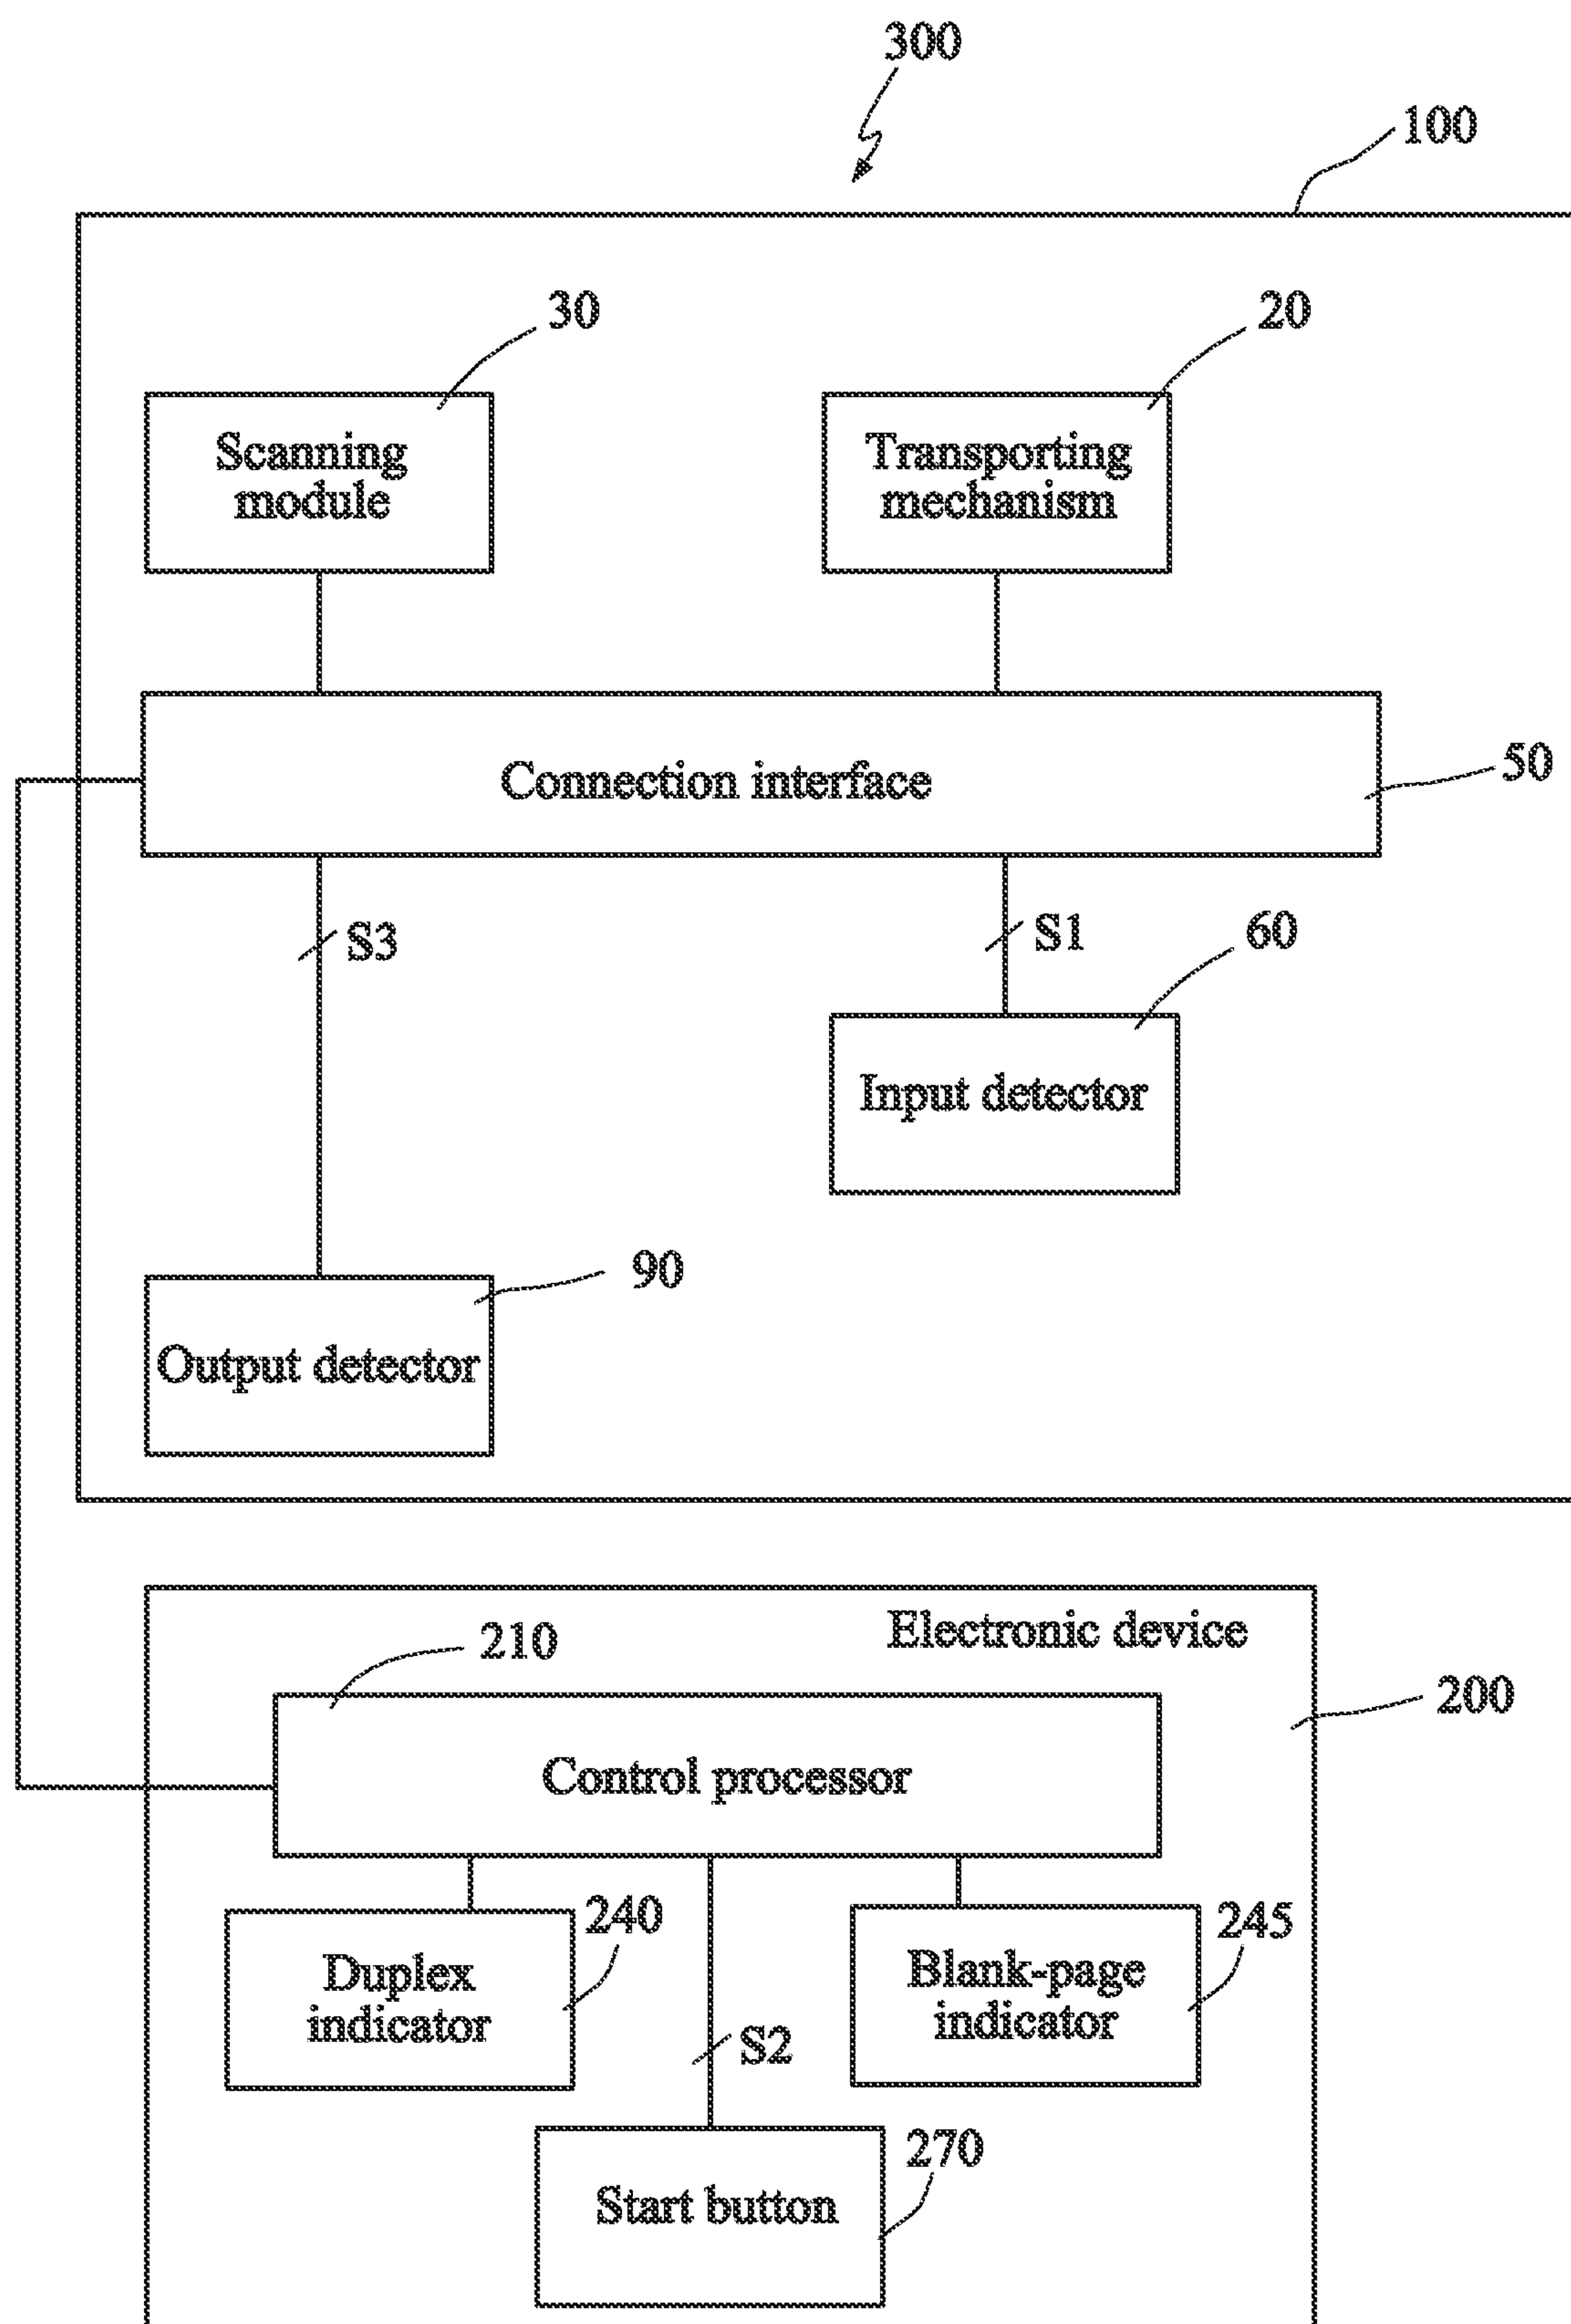 300
100
30
20
Scanning
module
Transporting
mechanism
Connection interface
50
S3
S1
60
Input detector
90
Output detector
Electronic device
210
200
Control processor
240
245
Duplex
indicator
Blank-page
indicator
S2
270
Start button